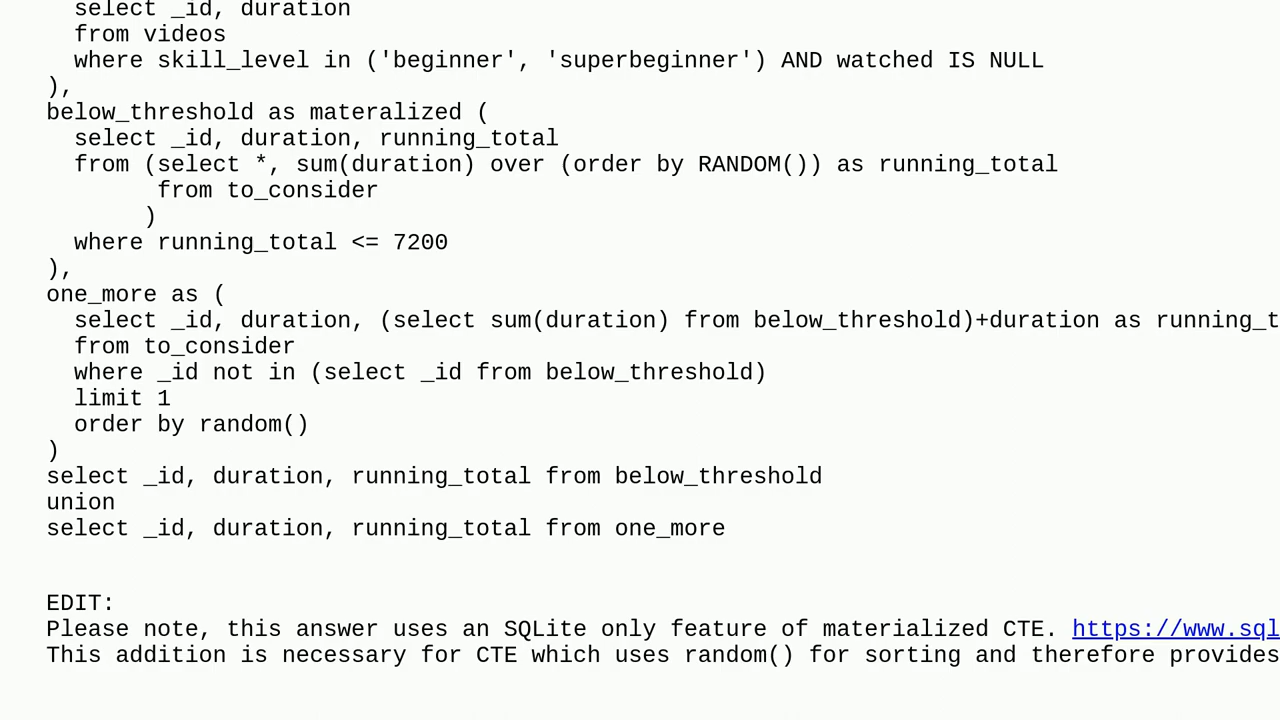 select _id, duration
from videos
where skill_level in ('beginner', 'superbeginner') AND watched IS NULL
),
below_threshold as materalized (
select _id, duration, running_total
from (select *, sum(duration) over (order by RANDOM()) as running_total
from to_consider
)
where running_total <= 7200
),
one_more as (
select _id, duration, (select sum(duration) from below_threshold)+duration as running_t
from to_consider
where _id not in (select _id from below_threshold)
limit 1
order by random()
)
select _id, duration, running_total from below_threshold
union
select _id, duration, running_total from one_more
EDIT:
Please note, this answer uses an SQLite only feature of materialized CTE. https://www.sql
This addition is necessary for CTE which uses random() for sorting and therefore provides